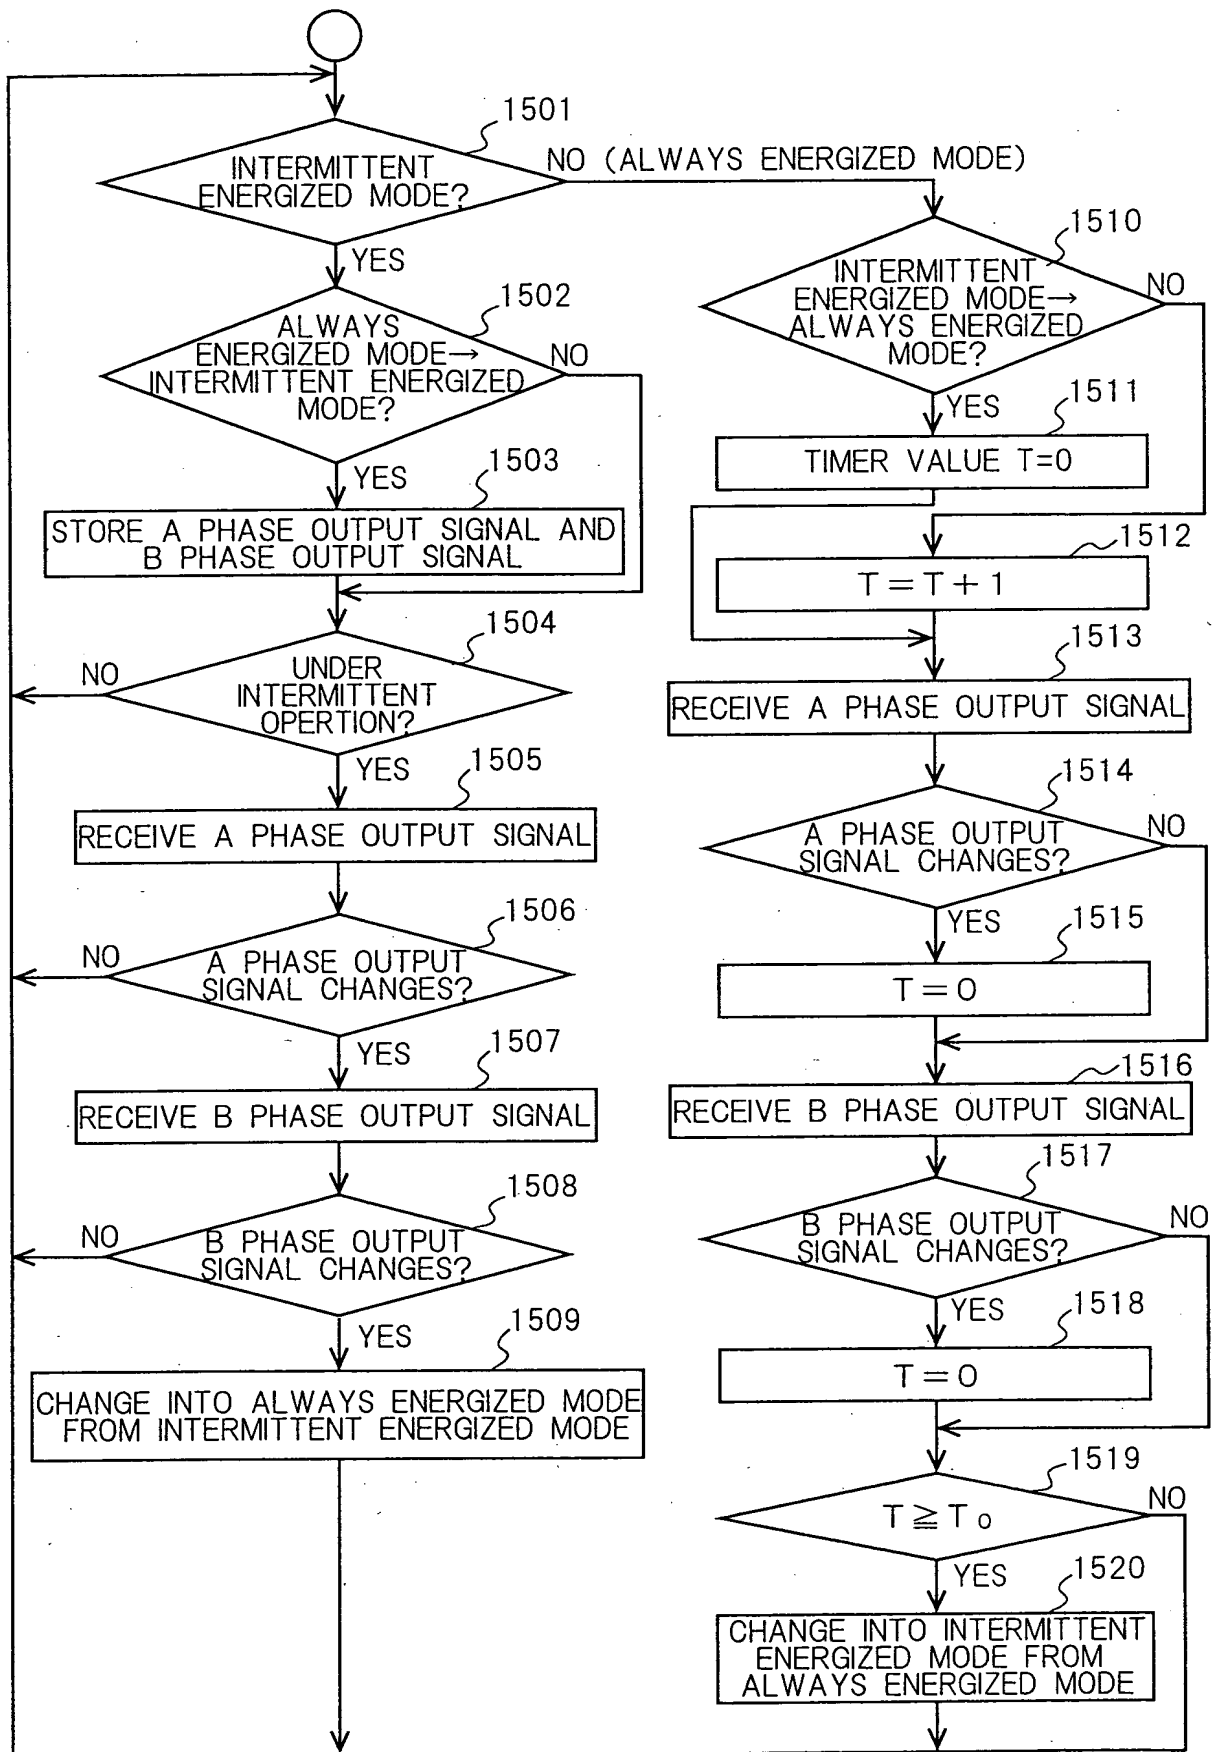 1501
INTERMITTENT
ENERGIZED MODE?
NO (ALWAYS ENERGIZED MODE)
YES
1502
ALWAYS
ENERGIZED MODE→
INTERMITTENT ENERGIZED
MODE?
NO
YES
1503
STORE A PHASE OUTPUT SIGNAL AND
B PHASE OUTPUT SIGNAL
1504
UNDER
INTERMITTENT
OPERTION?
NO
YES
1505
RECEIVE A PHASE OUTPUT SIGNAL
1506
A PHASE OUTPUT
SIGNAL CHANGES?
NO
YES
1507
RECEIVE B PHASE OUTPUT SIGNAL
1508
B PHASE OUTPUT
SIGNAL CHANGES?
NO
YES
1509
CHANGE INTO ALWAYS ENERGIZED MODE
FROM INTERMITTENT ENERGIZED MODE
1510
INTERMITTENT
ENERGIZED MODE→
ALWAYS ENERGIZED
MODE?
NO
YES
1511
TIMER VALUE T=0
1512
T=T+1
1513
RECEIVE A PHASE OUTPUT SIGNAL
1514
A PHASE OUTPUT
SIGNAL CHANGES?
NO
YES
1515
T=0
1516
RECEIVE B PHASE OUTPUT SIGNAL
1517
B PHASE OUTPUT
SIGNAL CHANGES?
NO
YES
1518
T=0
1519
T≧T₀
NO
YES
1520
CHANGE INTO INTERMITTENT
ENERGIZED MODE FROM
ALWAYS ENERGIZED MODE